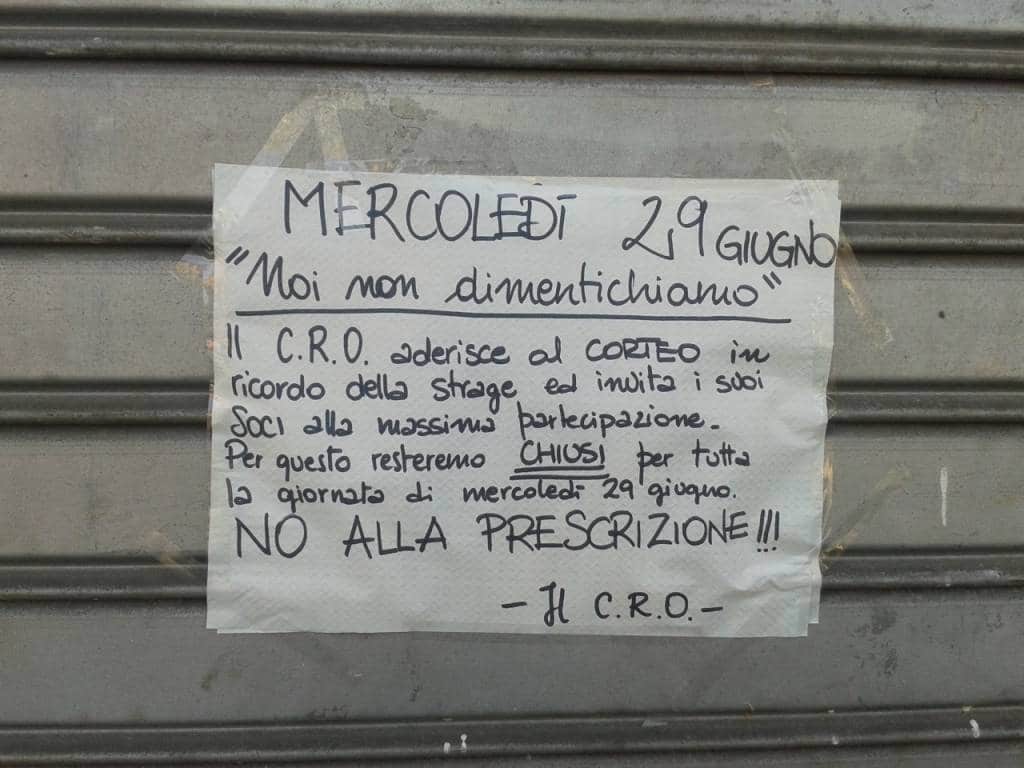 MERCOLEDÌ 29 GIUGNO
"Noi non dimentichiamo"
Il C.R.O. aderisce al CORTEO in
ricordo della strage ed invita i suoi
Soci alla massima partecipazione.
Per questo resteremo CHIUSI per tutta
la giornata di mercoledì 29 giugno.
NO ALLA PRESCRIZIONE!!!
- Il C.R.O. -